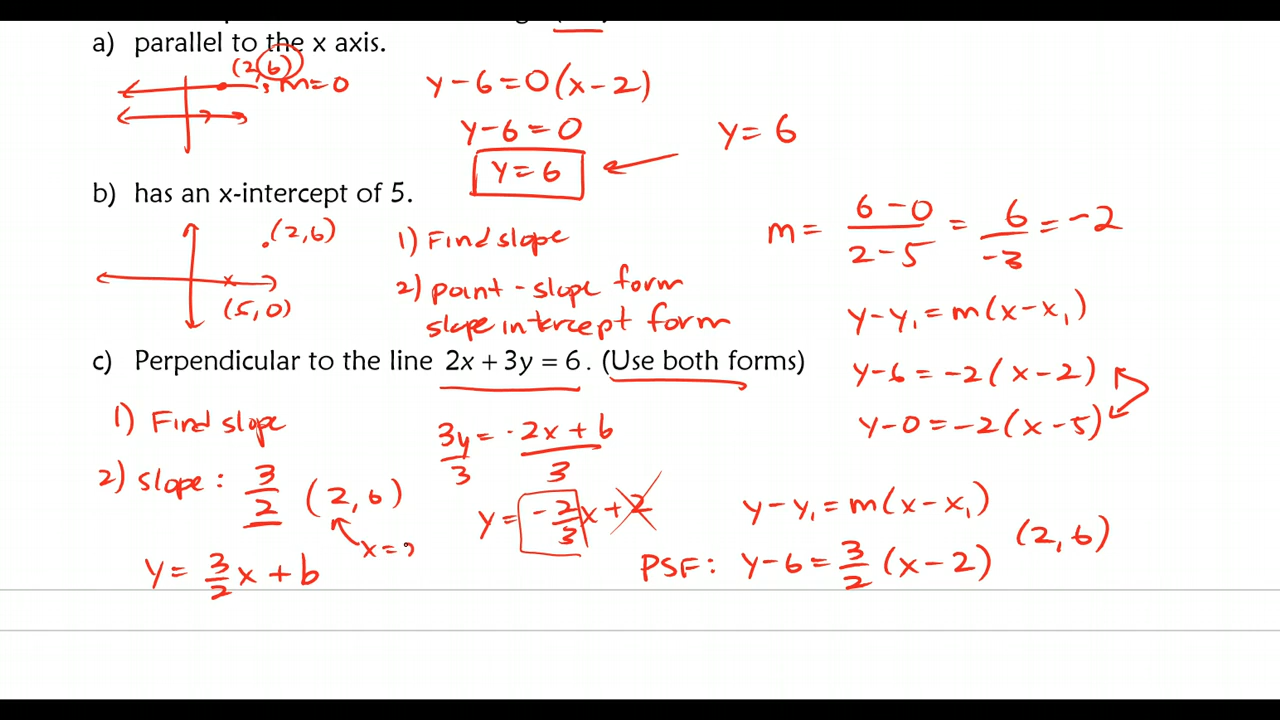 a) parallel to the x axis.
(2,6)
m=0
y-6=0(x-2)
y-6=0
y=6
y=6
b) has an x-intercept of 5.
(2,6)
(5,0)
1) Find slope
2) point-slope form
slope intercept form
m= 6-0/2-5 = 6/-3 = -2
y-y₁=m(x-x₁)
y-6=-2(x-2)
y-0=-2(x-5)
c) Perpendicular to the line 2x + 3y = 6. (Use both forms)
1) Find slope
2) slope: 3/2 (2,6)
x=
y= 3/2 x + b
3y/3 = -2x+6/3
y= -2/3 x+2
y-y₁=m(x-x₁)
(2,6)
PSF: y-6= 3/2 (x-2)